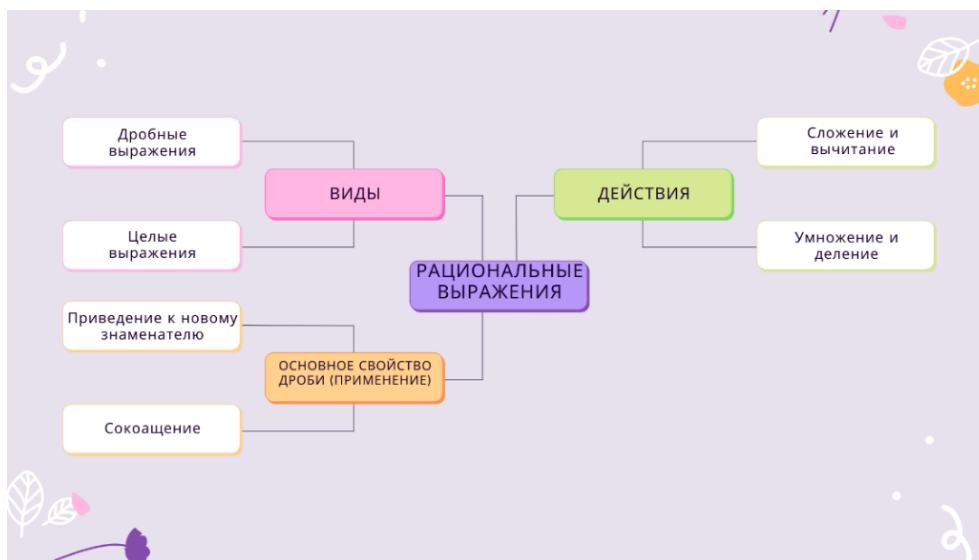 Дробные
выражения
ВИДЫ
Целые
выражения
Сложение и
вычитание
ДЕЙСТВИЯ
Умножение и
деление
РАЦИОНАЛЬНЫЕ
ВЫРАЖЕНИЯ
Приведение к новому
знаменателю
ОСНОВНОЕ СВОЙСТВО
ДРОБИ (ПРИМЕНЕНИЕ)
Сокоащение